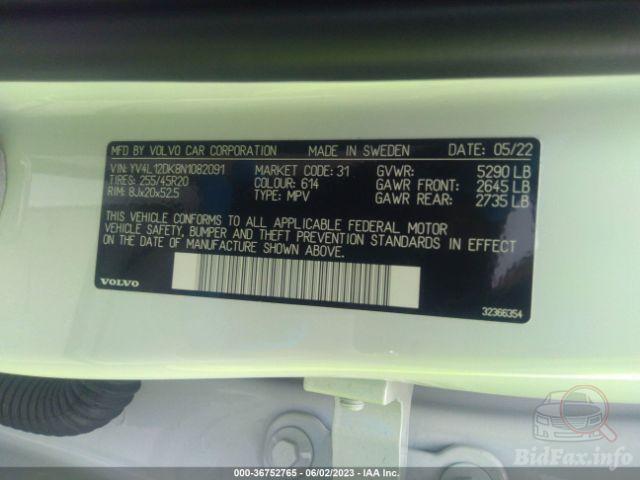 MFD BY VOLVO CAR CORPORATION MADE IN SWEDEN DATE: 05/22
VIN: YV4L12DK8N1082091 MARKET CODE: 31 GVWR: 5290 LB
TIRES: 255/45R20 COLOUR: 614 GAWR FRONT: 2645 LB
RIM: 8Jx20x52.5 TYPE: MPV GAWR REAR: 2735 LB
THIS VEHICLE CONFORMS TO ALL APPLICABLE FEDERAL MOTOR
VEHICLE SAFETY, BUMPER AND THEFT PREVENTION STANDARDS IN EFFECT
ON THE DATE OF MANUFACTURE SHOWN ABOVE.
VOLVO 32366354
BidFax.info
000-36752765 - 06/02/2023 - IAA Inc.